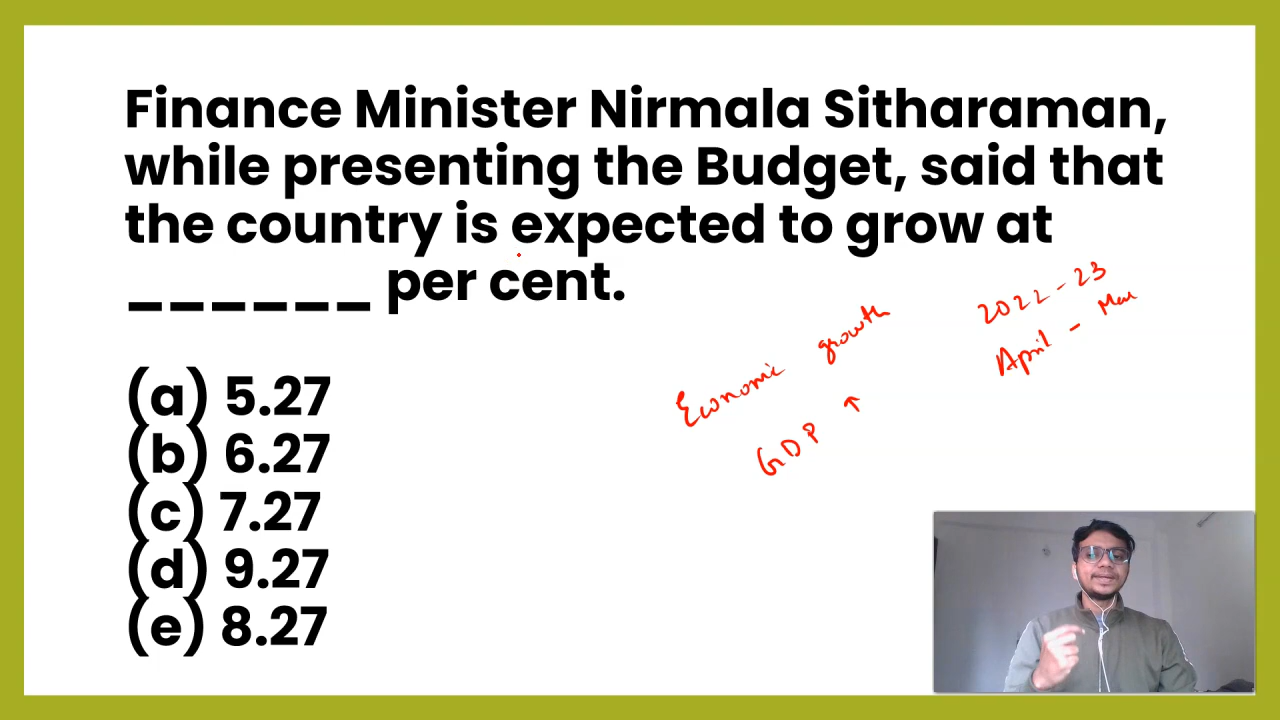 Finance Minister Nirmala Sitharaman,
while presenting the Budget, said that
the country is expected to grow at
______ per cent.
2022-23
April - Mar
Economic growth
GDP ↑
(a) 5.27
(b) 6.27
(c) 7.27
(d) 9.27
(e) 8.27